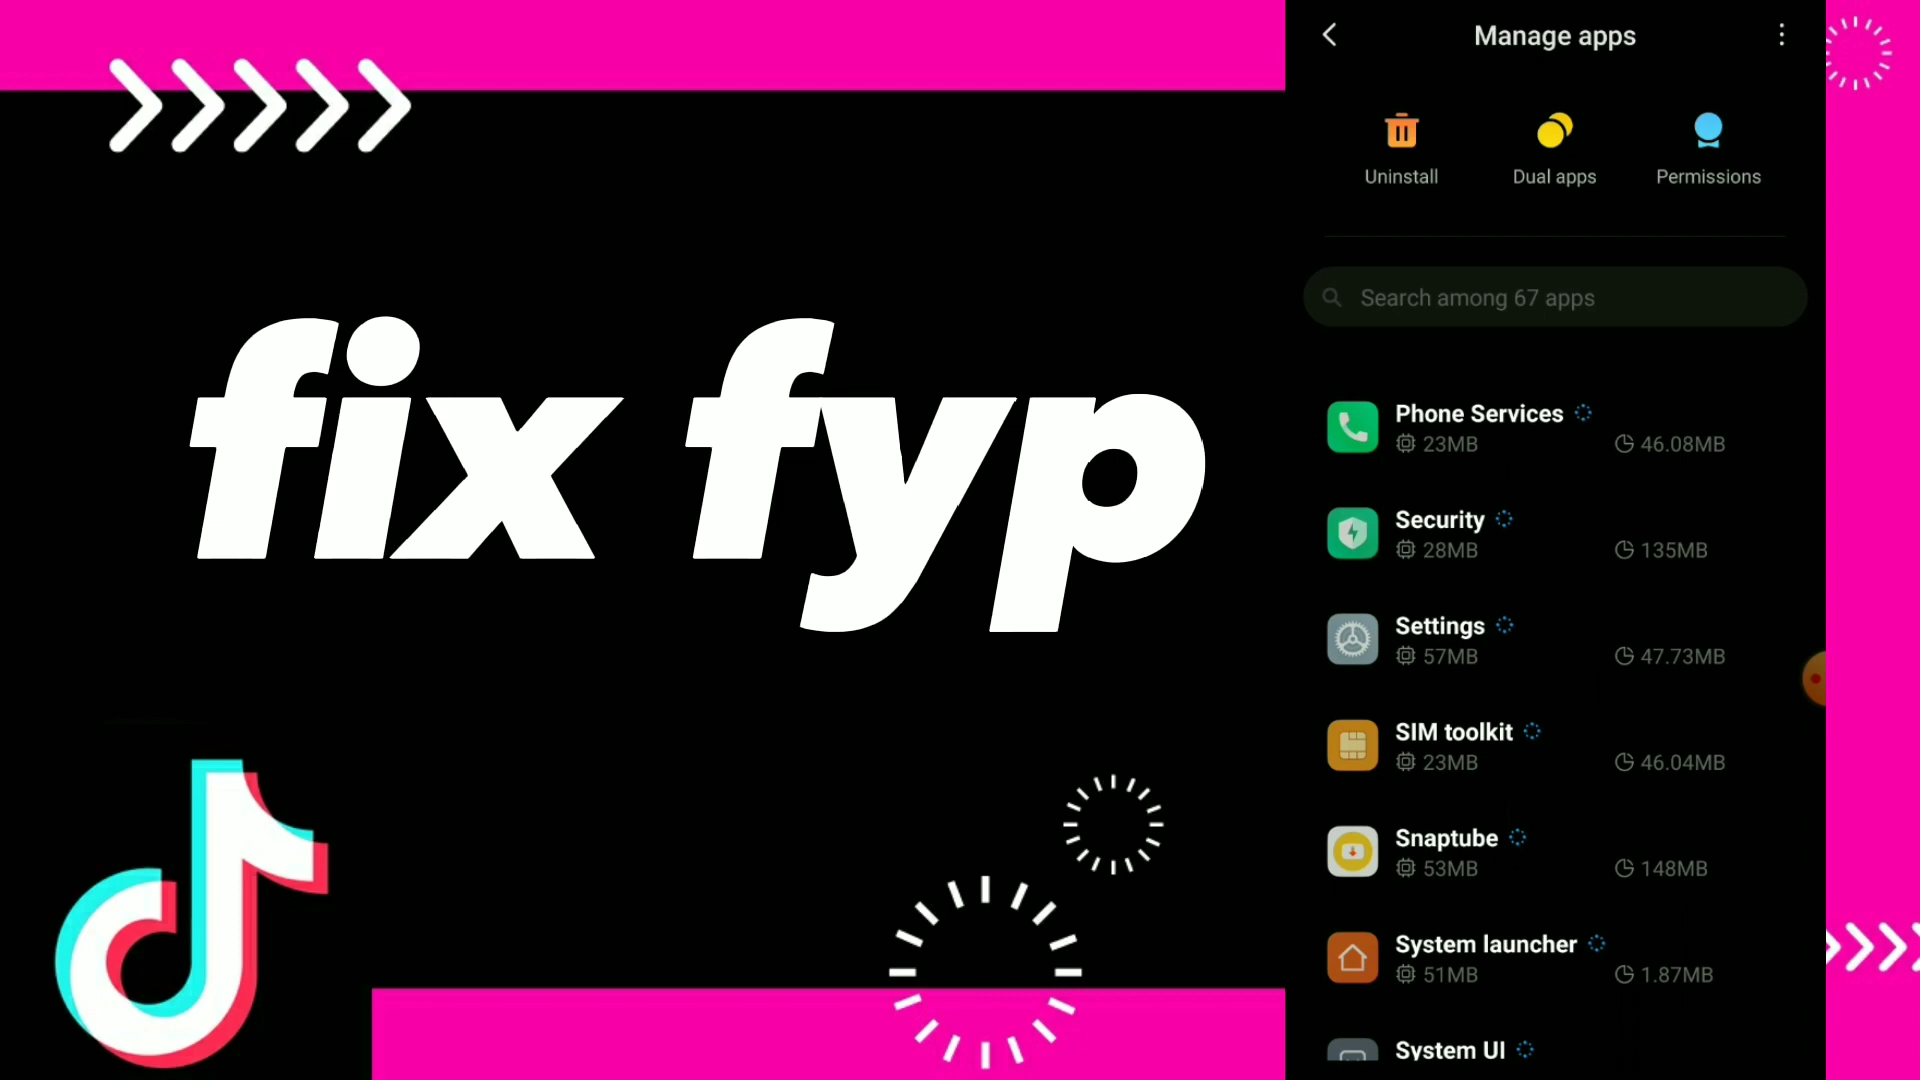 fix fyp
Manage apps
Uninstall
Dual apps
Permissions
Search among 67 apps
Phone Services
23MB
46.08MB
Security
28MB
135MB
Settings
57MB
47.73MB
SIM toolkit
23MB
46.04MB
Snaptube
53MB
148MB
System launcher
51MB
1.87MB
System UI